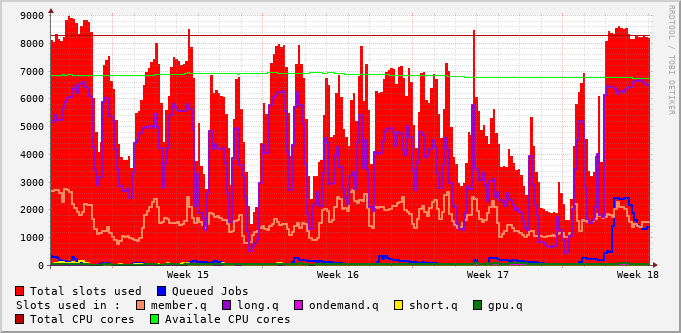 9000
8000
7000
6000
5000
4000
3000
2000
1000
0
Week 15 Week 16 Week 17 Week 18
RRDTOOL / TOBI OETIKER
Total slots used Queued Jobs
Slots used in : member.q long.q ondemand.q short.q gpu.q
Total CPU cores Availale CPU cores